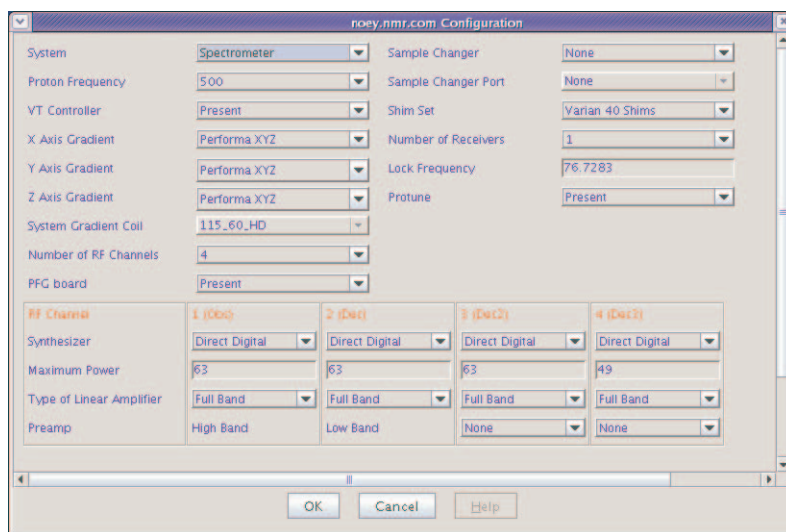 noey.nmr.com Configuration
System Spectrometer Sample Changer None
Proton Frequency 500 Sample Changer Port None
VT Controller Present Shim Set Varian 40 Shims
X Axis Gradient Performa XYZ Number of Receivers 1
Y Axis Gradient Performa XYZ Lock Frequency 76.7283
Z Axis Gradient Performa XYZ Protune Present
System Gradient Coil 115_60_HD
Number of RF Channels 4
PFG board Present
RF Channel 1 (Obs) 2 (Dec) 3 (Dec2) 4 (Dec3)
Synthesizer Direct Digital Direct Digital Direct Digital Direct Digital
Maximum Power 63 63 63 49
Type of Linear Amplifier Full Band Full Band Full Band Full Band
Preamp High Band Low Band None None
OK Cancel Help